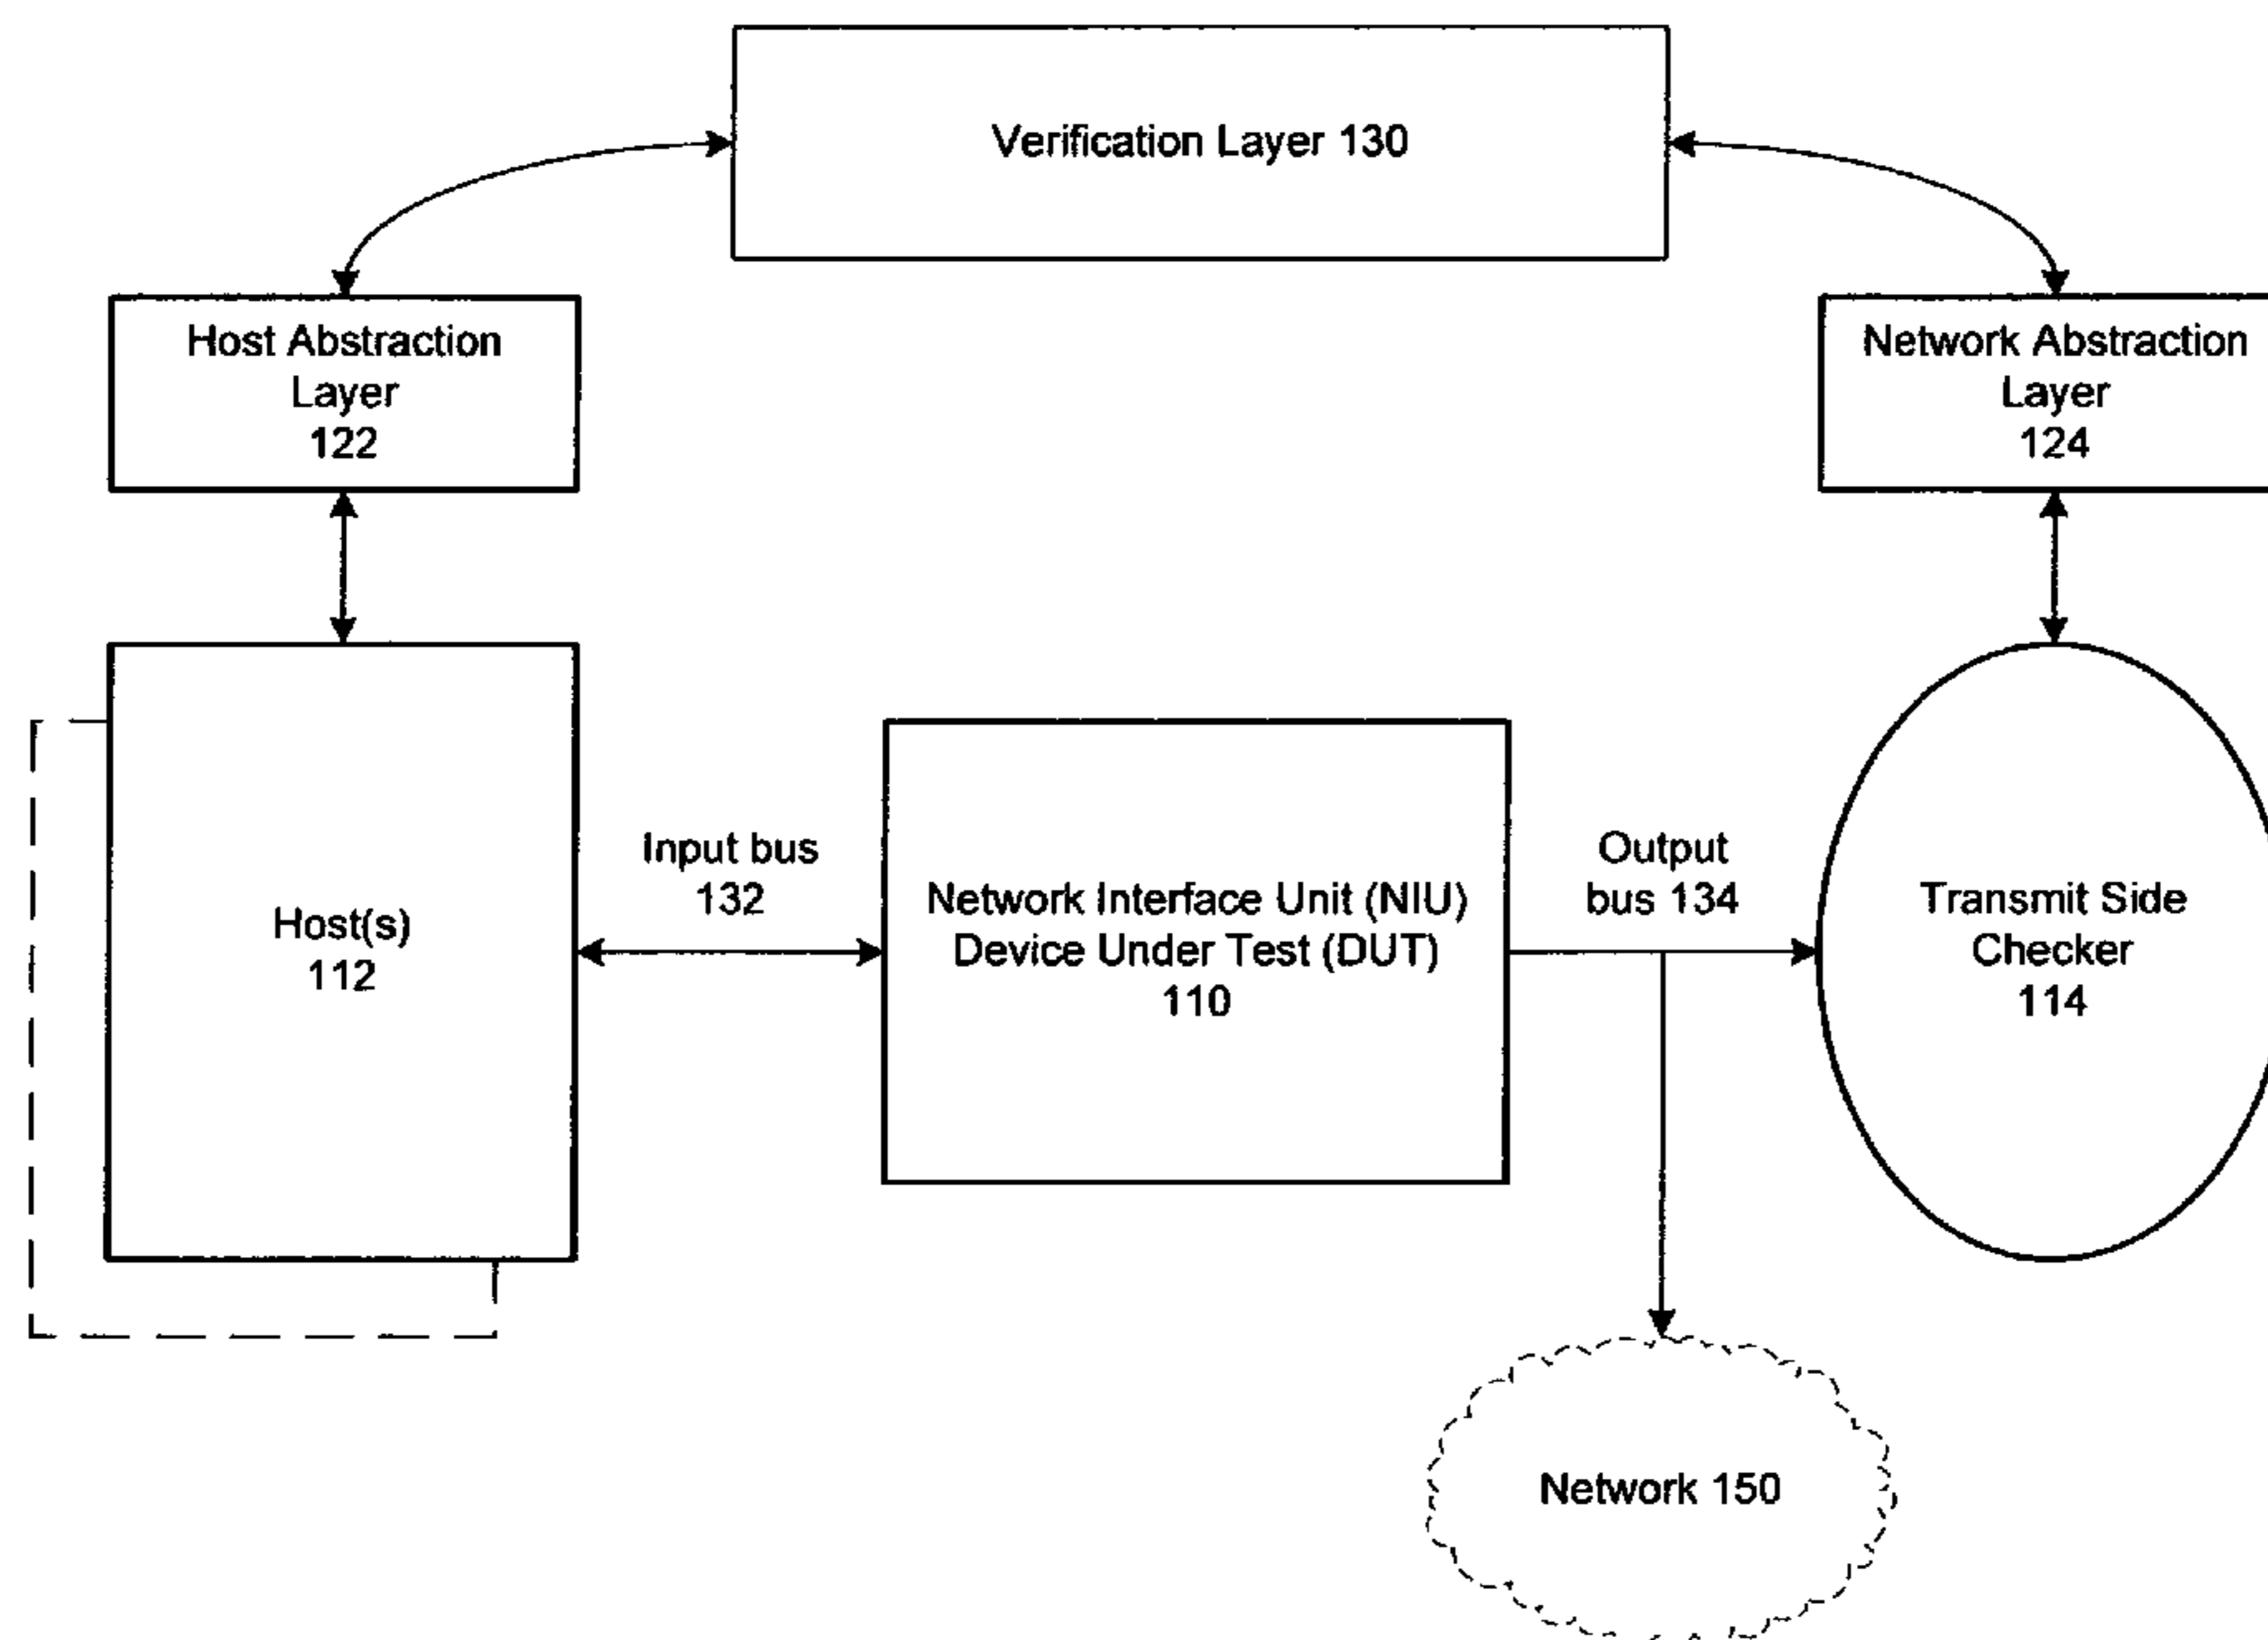 Verification Layer 130
Host Abstraction
Layer
122
Network Abstraction
Layer
124
Host(s)
112
Input bus
132
Network Interface Unit (NIU)
Device Under Test (DUT)
110
Output
bus 134
Transmit Side
Checker
114
Network 150